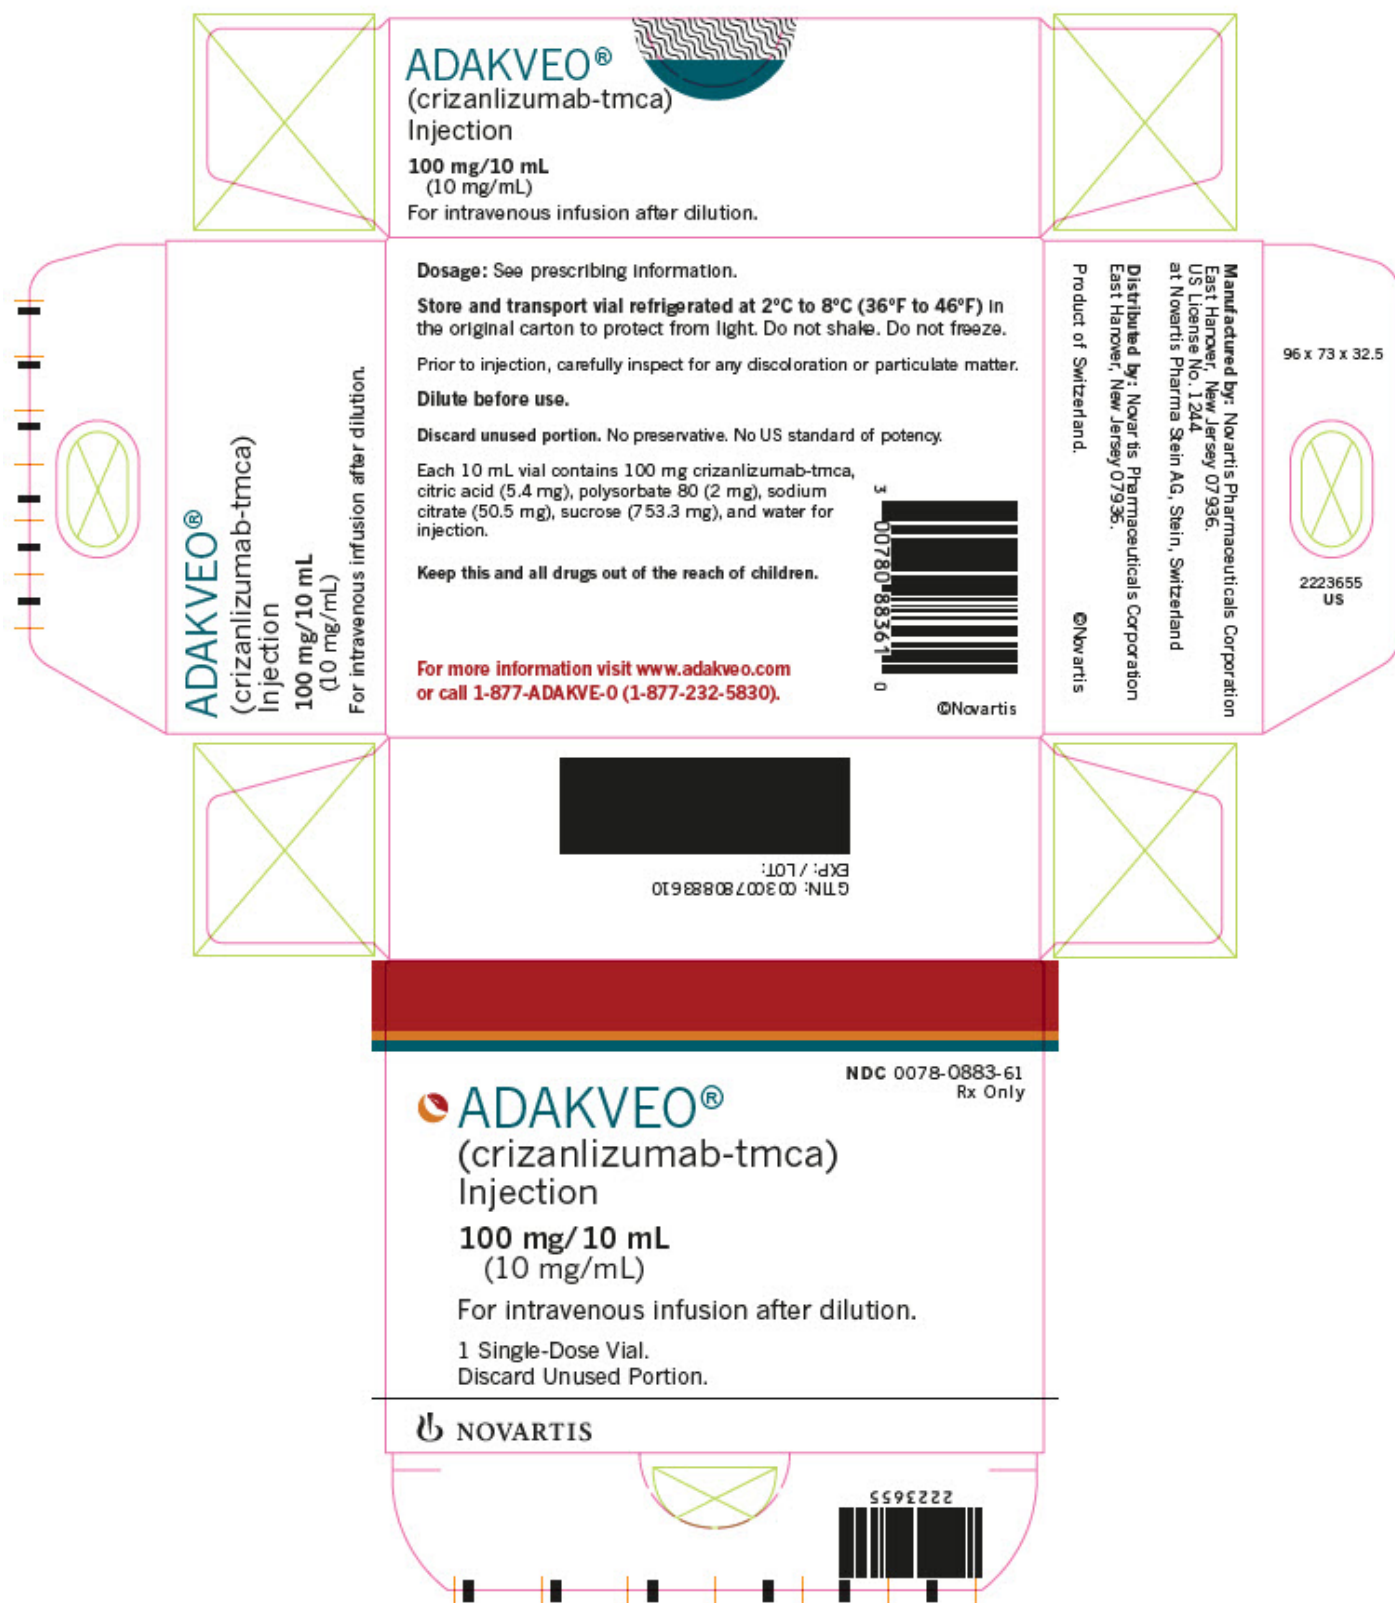 ADAKVEO®
(crizanlizumab-tmca)
Injection
100 mg/10 mL
(10 mg/mL)
For intravenous infusion after dilution.
ADAKVEO®
(crizanlizumab-tmca)
Injection
100 mg/10 mL
(10 mg/mL)
For intravenous infusion after dilution.
Dosage: See prescribing information.
Store and transport vial refrigerated at 2°C to 8°C (36°F to 46°F) in
the original carton to protect from light. Do not shake. Do not freeze.
Prior to injection, carefully inspect for any discoloration or particulate matter.
Dilute before use.
Discard unused portion. No preservative. No US standard of potency.
Each 10 mL vial contains 100 mg crizanlizumab-tmca,
citric acid (5.4 mg), polysorbate 80 (2 mg), sodium
citrate (50.5 mg), sucrose (753.3 mg), and water for
injection.
Keep this and all drugs out of the reach of children.
For more information visit www.adakveo.com
or call 1-877-ADAKVE-0 (1-877-232-5830).
3 00780 88361 0
©Novartis
Manufactured by: Novartis Pharmaceuticals Corporation
East Hanover, New Jersey 07936.
US License No. 1244
at Novartis Pharma Stein AG, Stein, Switzerland
Distributed by: Novartis Pharmaceuticals Corporation
East Hanover, New Jersey 07936.
Product of Switzerland. ©Novartis
96 x 73 x 32.5
2223655
US
GTIN: 00300780883610
EXP: / LOT:
NDC 0078-0883-61
Rx Only
ADAKVEO®
(crizanlizumab-tmca)
Injection
100 mg/10 mL
(10 mg/mL)
For intravenous infusion after dilution.
1 Single-Dose Vial.
Discard Unused Portion.
NOVARTIS
2223655